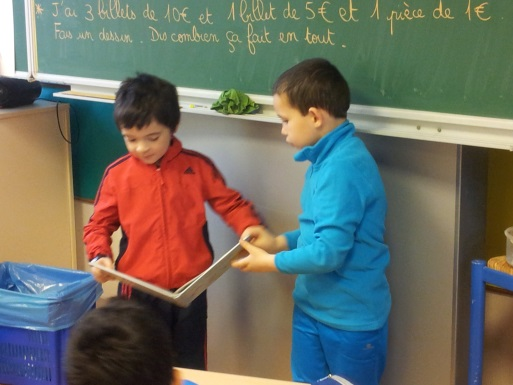 * J'ai 3 billets de 10€ et 1 billet de 5€ et 1 pièce de 1€
Fais un dessin. Dis combien ça fait en tout.